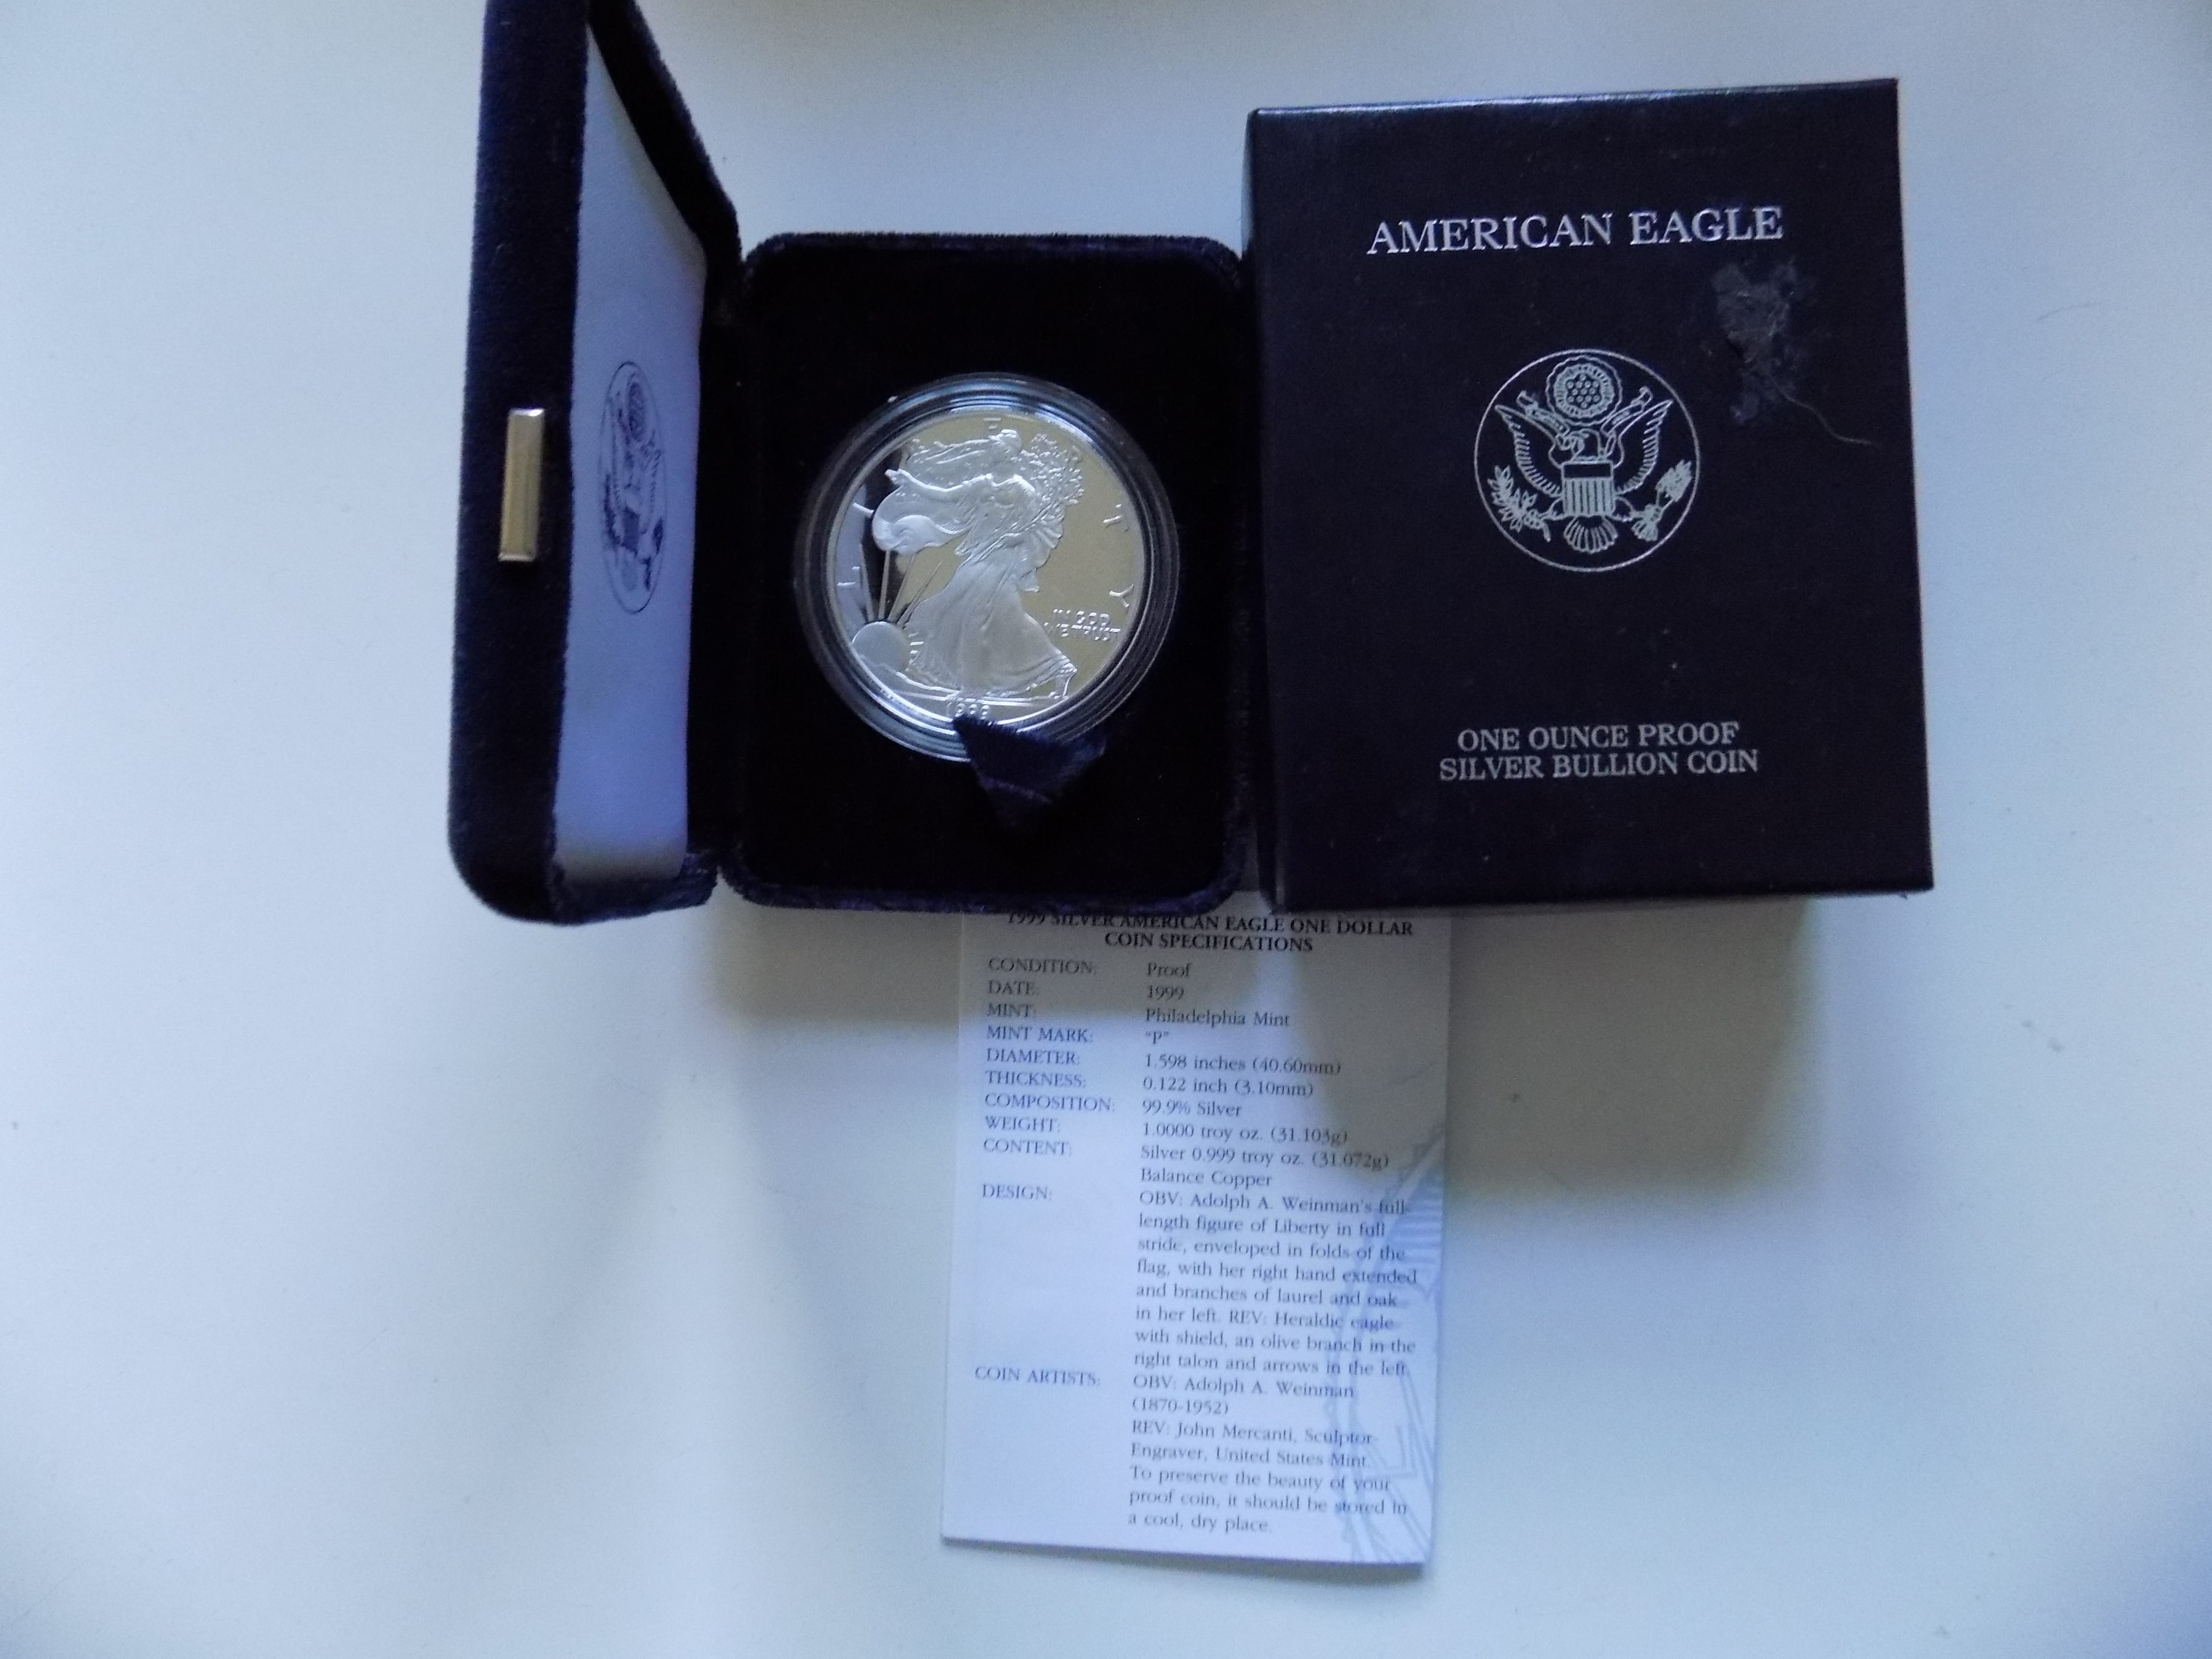 L I E T Y
IN GOD
WE TRUST
1999
AMERICAN EAGLE
ONE OUNCE PROOF
SILVER BULLION COIN
1999 SILVER AMERICAN EAGLE ONE DOLLAR
COIN SPECIFICATIONS
CONDITION: Proof
DATE: 1999
MINT: Philadelphia Mint
MINT MARK: "P"
DIAMETER: 1.598 inches (40.60mm)
THICKNESS: 0.122 inch (3.10mm)
COMPOSITION: 99.9% Silver
WEIGHT: 1.0000 troy oz. (31.103g)
CONTENT: Silver 0.999 troy oz. (31.072g)
Balance Copper
DESIGN: OBV: Adolph A. Weinman's full-
length figure of Liberty in full
stride, enveloped in folds of the
flag, with her right hand extended
and branches of laurel and oak
in her left. REV: Heraldic eagle
with shield, an olive branch in the
right talon and arrows in the left.
COIN ARTISTS: OBV: Adolph A. Weinman
(1870-1952)
REV: John Mercanti, Sculptor-
Engraver, United States Mint.
To preserve the beauty of your
proof coin, it should be stored in
a cool, dry place.